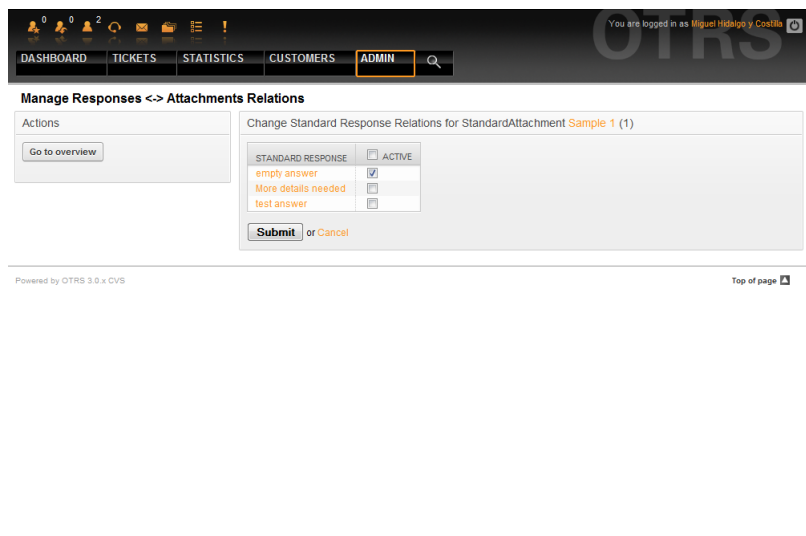 0 0 2
You are logged in as Miguel Hidalgo y Costilla
OTRS
DASHBOARD TICKETS STATISTICS CUSTOMERS ADMIN
Manage Responses <-> Attachments Relations
Actions
Go to overview
Change Standard Response Relations for StandardAttachment Sample 1 (1)
STANDARD RESPONSE ACTIVE
empty answer
More details needed
test answer
Submit or Cancel
Powered by OTRS 3.0.x CVS
Top of page